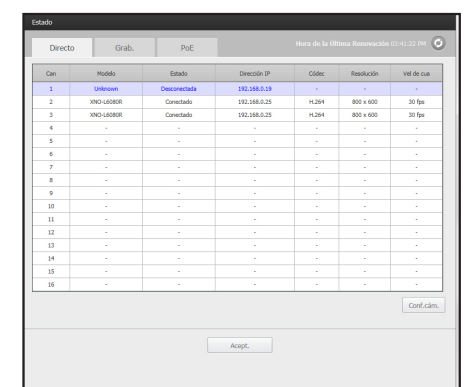 Estado
Directo Grab. PoE Hora de la Última Renovación 03:41:22 PM
Can Modelo Estado Dirección IP Códec Resolución Vel de cua
1 Unknown Desconectada 192.168.0.19 - - -
2 XNO-L6080R Conectado 192.168.0.25 H.264 800 x 600 30 fps
3 XNO-L6080R Conectado 192.168.0.25 H.264 800 x 600 30 fps
4 - - - - - -
5 - - - - - -
6 - - - - - -
7 - - - - - -
8 - - - - - -
9 - - - - - -
10 - - - - - -
11 - - - - - -
12 - - - - - -
13 - - - - - -
14 - - - - - -
15 - - - - - -
16 - - - - - -
Conf.cám.
Acept.